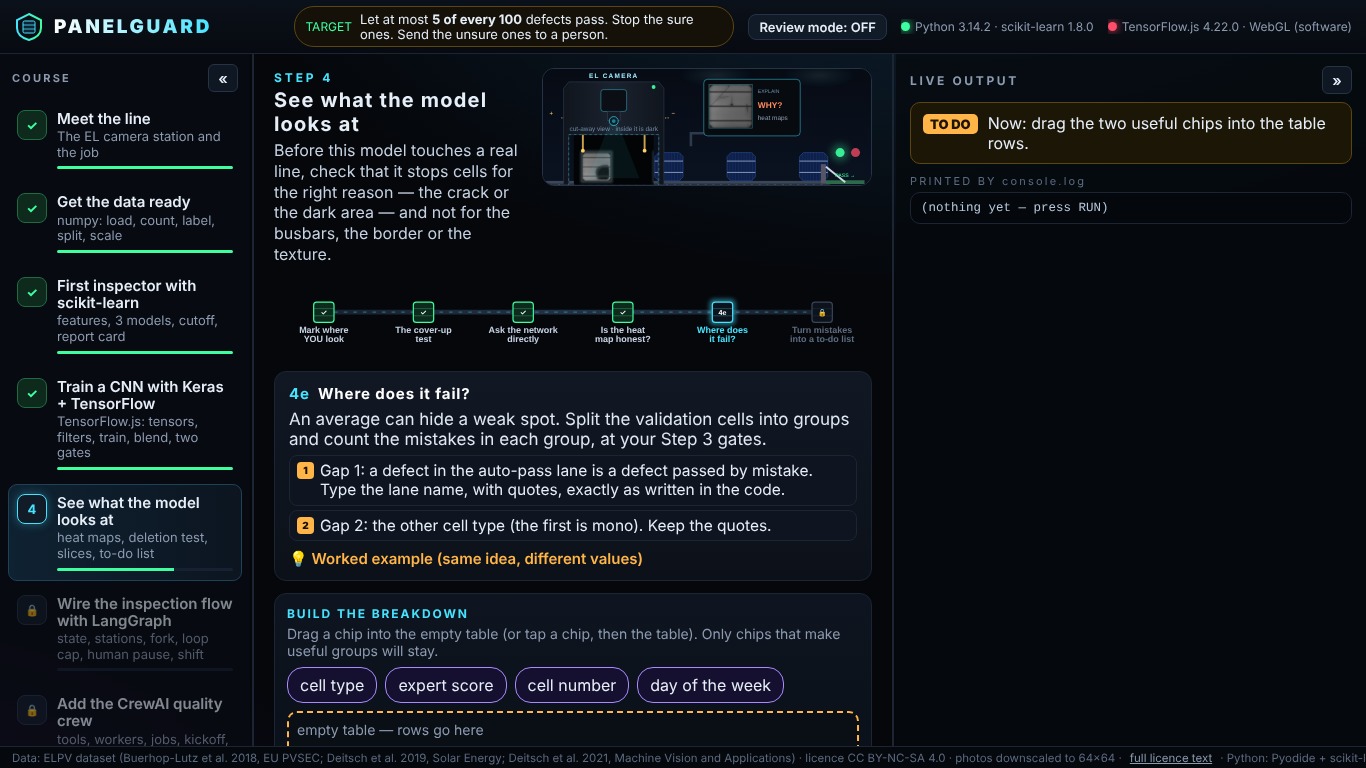 PANELGUARD
TARGET
Let at most 5 of every 100 defects pass. Stop the sure
ones. Send the unsure ones to a person.
Review mode: OFF
Python 3.14.2 · scikit-learn 1.8.0
TensorFlow.js 4.22.0 · WebGL (software)
COURSE
«
Meet the line
The EL camera station and
the job
Get the data ready
numpy: load, count, label,
split, scale
First inspector with
scikit-learn
features, 3 models, cutoff,
report card
Train a CNN with Keras
+ TensorFlow
TensorFlow.js: tensors,
filters, train, blend, two
gates
4
See what the model
looks at
heat maps, deletion test,
slices, to-do list
Wire the inspection flow
with LangGraph
state, stations, fork, loop
cap, human pause, shift
Add the CrewAI quality
crew
tools, workers, jobs, kickoff,
STEP 4
See what the model
looks at
Before this model touches a real
line, check that it stops cells for
the right reason — the crack or
the dark area — and not for the
busbars, the border or the
texture.
EL CAMERA
cut-away view · inside it is dark
EXPLAIN
WHY?
heat maps
Mark where
YOU look
The cover-up
test
Ask the network
directly
Is the heat
map honest?
4e
Where does
it fail?
Turn mistakes
into a to-do list
4e Where does it fail?
An average can hide a weak spot. Split the validation cells into groups
and count the mistakes in each group, at your Step 3 gates.
1 Gap 1: a defect in the auto-pass lane is a defect passed by mistake.
Type the lane name, with quotes, exactly as written in the code.
2 Gap 2: the other cell type (the first is mono). Keep the quotes.
💡 Worked example (same idea, different values)
BUILD THE BREAKDOWN
Drag a chip into the empty table (or tap a chip, then the table). Only chips that make
useful groups will stay.
cell type
expert score
cell number
day of the week
empty table — rows go here
LIVE OUTPUT
»
TO DO
Now: drag the two useful chips into the table
rows.
PRINTED BY console.log
(nothing yet — press RUN)
Data: ELPV dataset (Buerhop-Lutz et al. 2018, EU PVSEC; Deitsch et al. 2019, Solar Energy; Deitsch et al. 2021, Machine Vision and Applications) · licence CC BY-NC-SA 4.0 · photos downscaled to 64×64 · full licence text · Python: Pyodide + scikit-